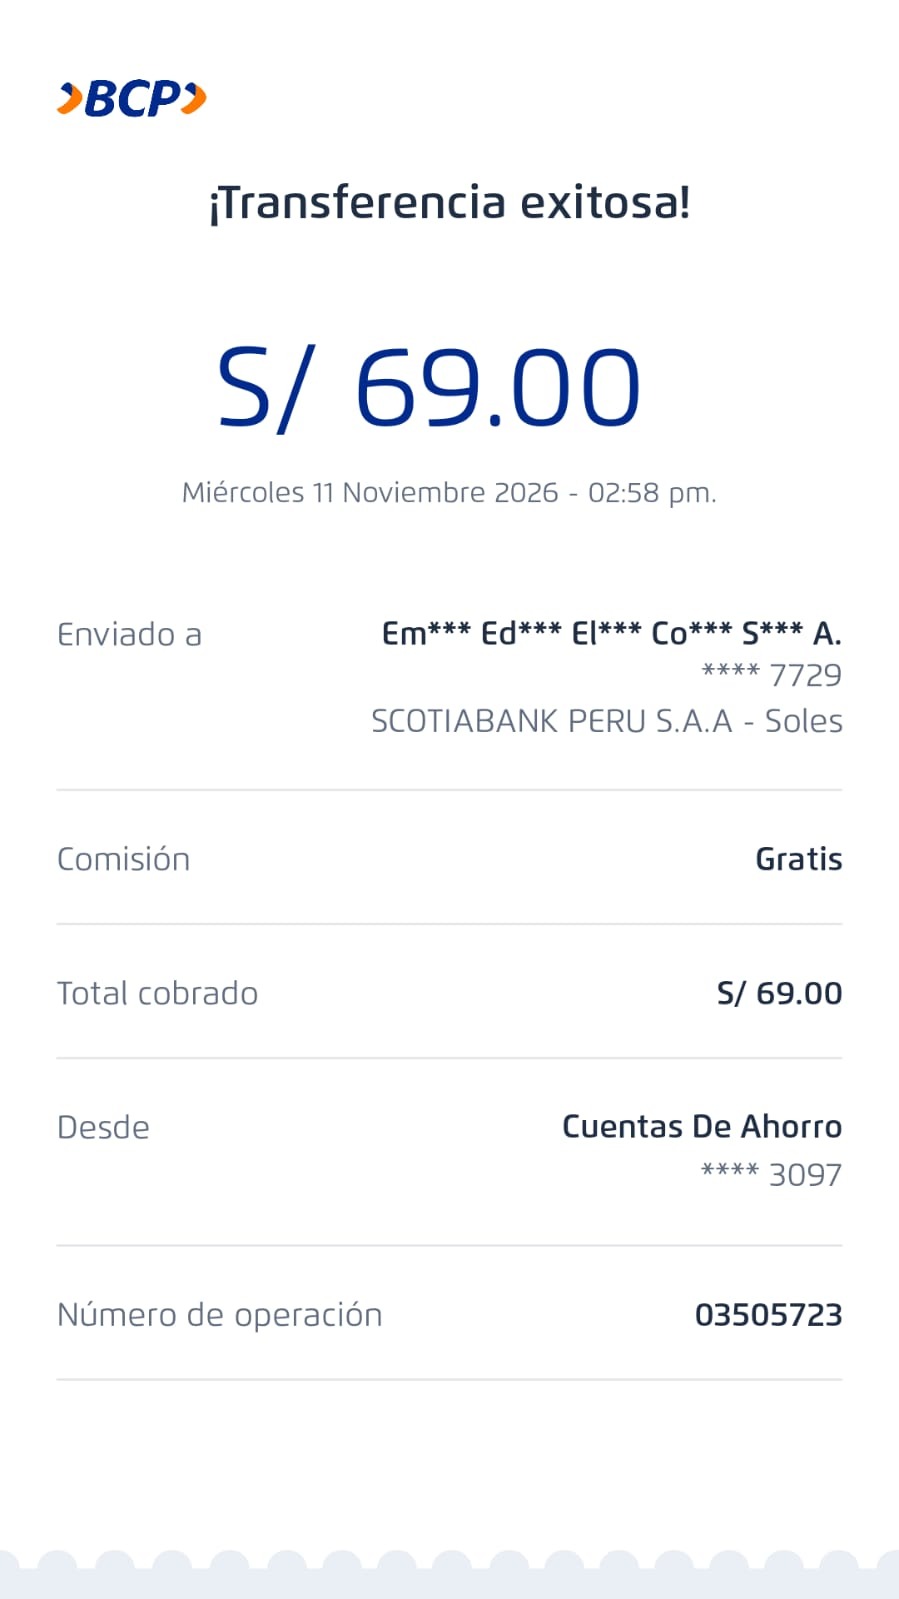 BCP
¡Transferencia exitosa!
S/ 69.00
Miércoles 11 Noviembre 2026 - 02:58 pm.
Enviado a
Em*** Ed*** El*** Co*** S*** A.
**** 7729
SCOTIABANK PERU S.A.A - Soles
Comisión
Gratis
Total cobrado
S/ 69.00
Desde
Cuentas De Ahorro
**** 3097
Número de operación
03505723